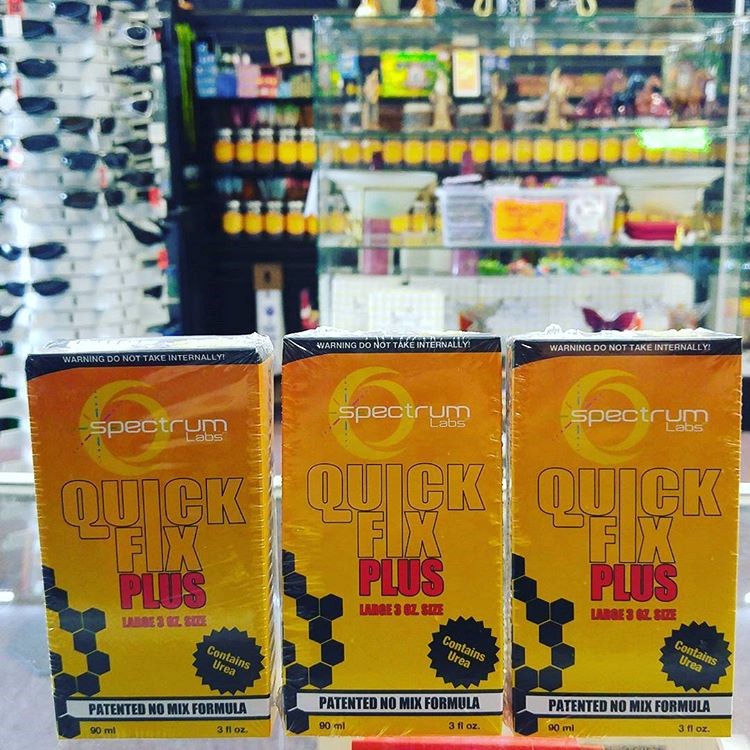 WARNING DO NOT TAKE INTERNALLY!
spectrum
Labs
QUICK
FIX
PLUS
LARGE 3 OZ. SIZE
Contains
Urea
PATENTED NO MIX FORMULA
90 ml 3 fl oz.
WARNING DO NOT TAKE INTERNALLY!
spectrum
Labs
QUICK
FIX
PLUS
LARGE 3 OZ. SIZE
Contains
Urea
PATENTED NO MIX FORMULA
90 ml 3 fl oz.
WARNING DO NOT TAKE INTERNALLY!
spectrum
Labs
QUICK
FIX
PLUS
LARGE 3 OZ. SIZE
Contains
Urea
PATENTED NO MIX FORMULA
90 ml 3 fl oz.